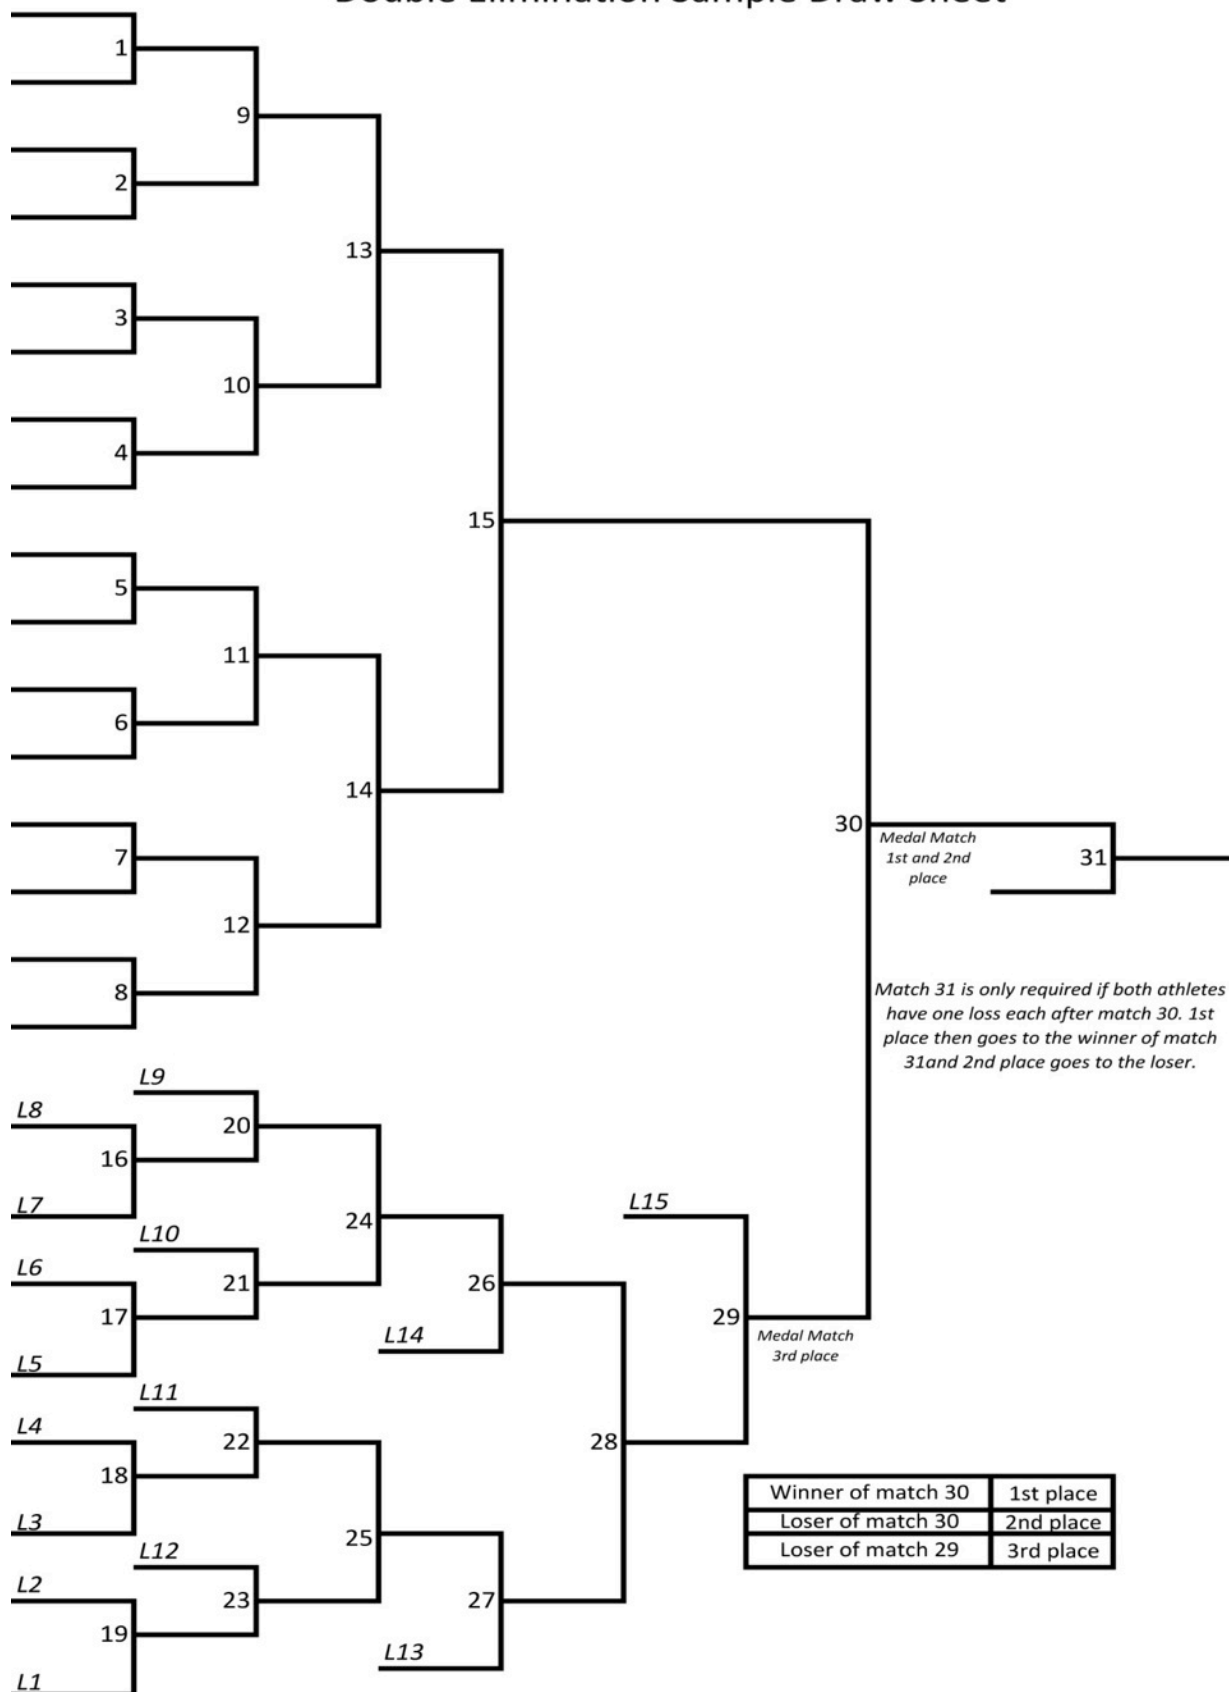 Double Elimination Sample Draw Sheet
1
9
2
13
3
10
4
15
5
11
6
14
7
12
8
30
Medal Match
1st and 2nd
place
31
Match 31 is only required if both athletes
have one loss each after match 30. 1st
place then goes to the winner of match
31and 2nd place goes to the loser.
L9
L8
20
16
L7
L15
24
L10
L6
21
26
17
29
L14
Medal Match
3rd place
L5
L11
L4
22
28
18
L3
25
L12
L2
23
27
19
L13
L1
Winner of match 30 1st place
Loser of match 30 2nd place
Loser of match 29 3rd place